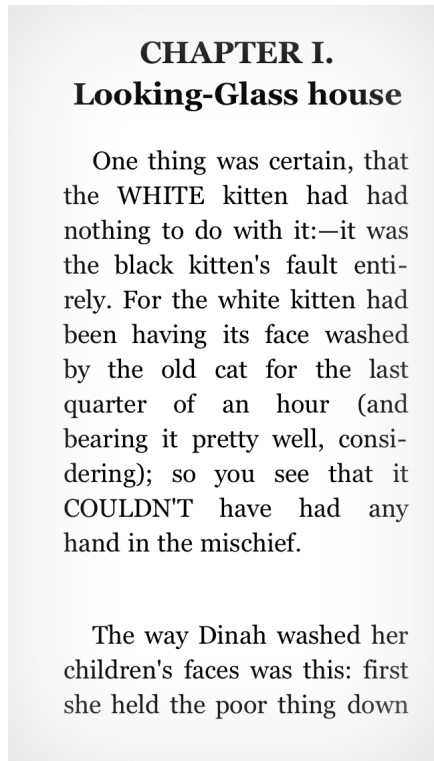 CHAPTER I.
Looking-Glass house
One thing was certain, that
the WHITE kitten had had
nothing to do with it:—it was
the black kitten's fault enti-
rely. For the white kitten had
been having its face washed
by the old cat for the last
quarter of an hour (and
bearing it pretty well, consi-
dering); so you see that it
COULDN'T have had any
hand in the mischief.
The way Dinah washed her
children's faces was this: first
she held the poor thing down